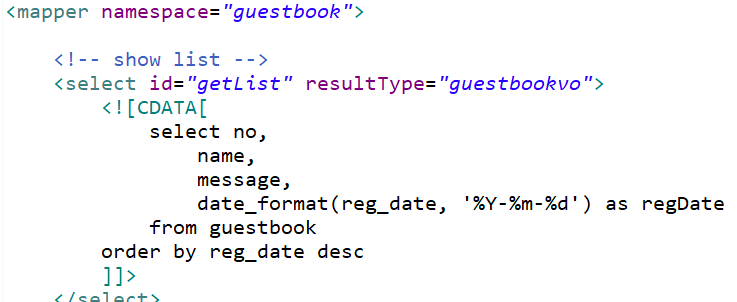 <mapper namespace="guestbook">
<!-- show list -->
<select id="getList" resultType="guestbookvo">
<![CDATA[
select no,
name,
message,
date_format(reg_date, '%Y-%m-%d') as regDate
from guestbook
order by reg_date desc
]]>
</select>